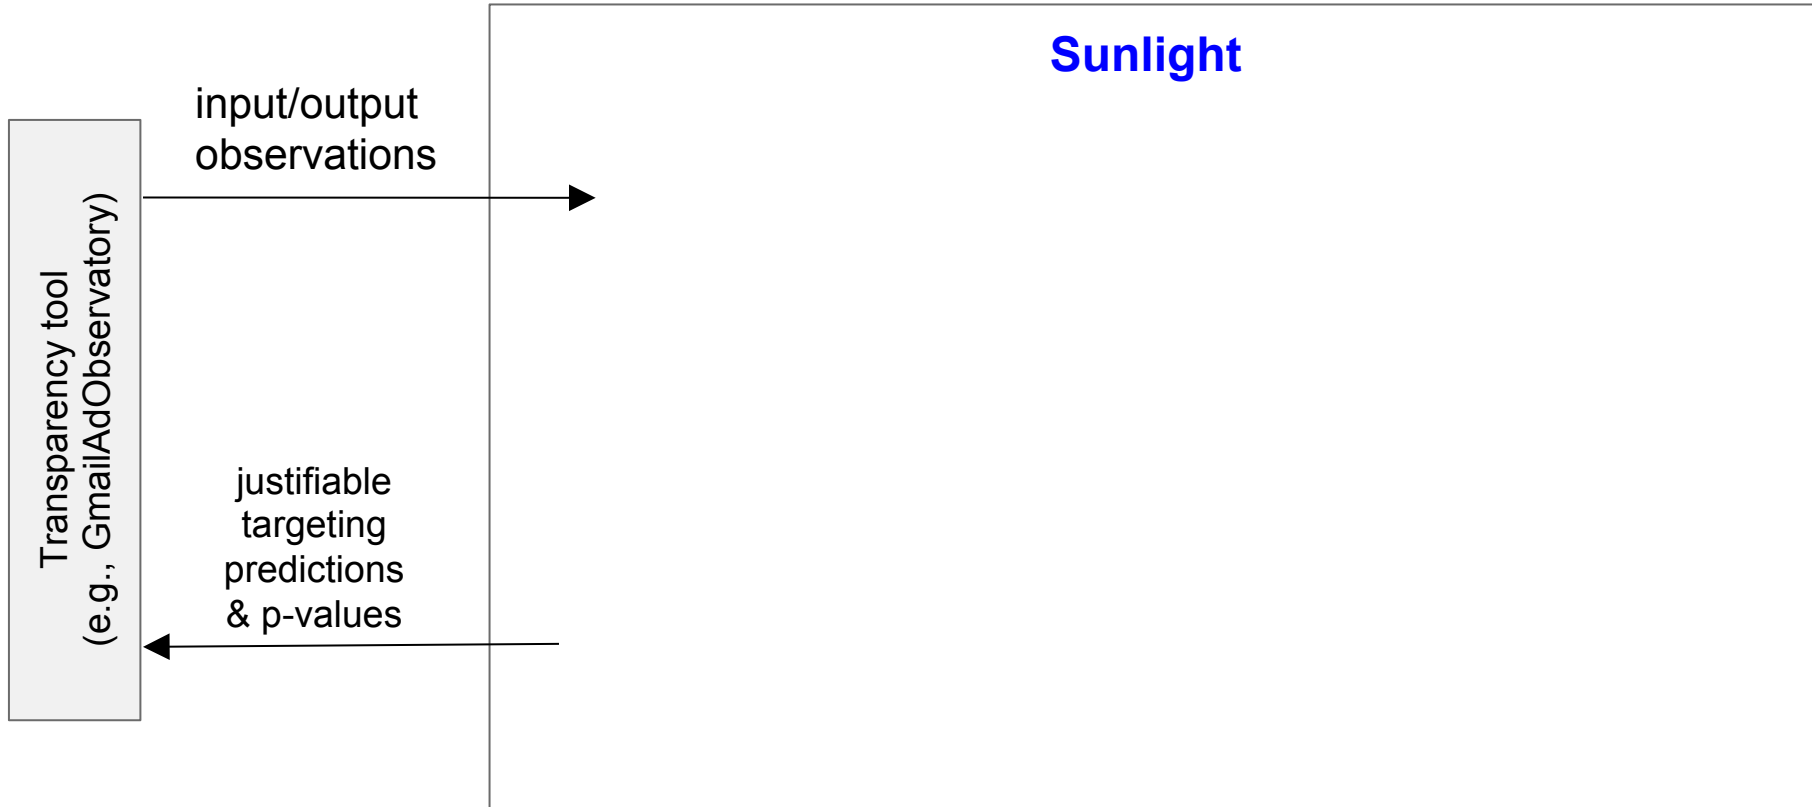 Sunlight
input/output
observations
Transparency tool
(e.g., GmailAdObservatory)
justifiable
targeting
predictions
& p-values